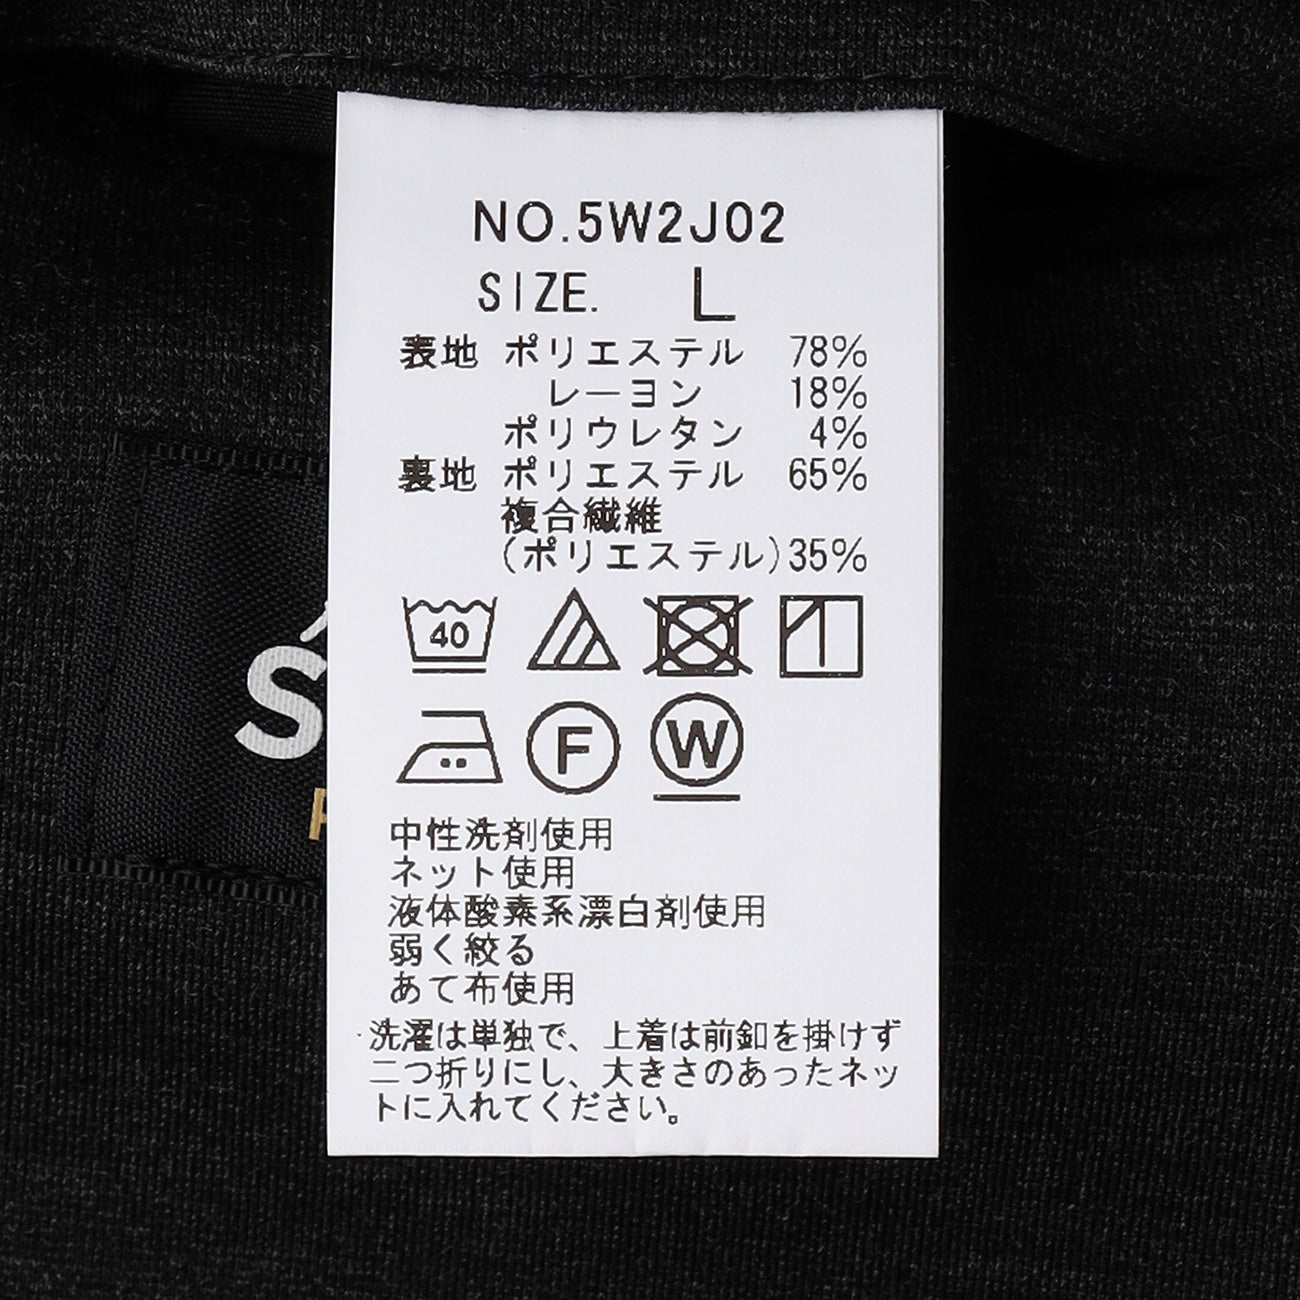 NO.5W2J02
SIZE. L
表地 ポリエステル 78%
レーヨン 18%
ポリウレタン 4%
裏地 ポリエステル 65%
複合繊維
(ポリエステル)35%
40
F W
中性洗剤使用
ネット使用
液体酸素系漂白剤使用
弱く絞る
あて布使用
洗濯は単独で、上着は前釦を掛けず
二つ折りにし、大きさのあったネッ
トに入れてください。